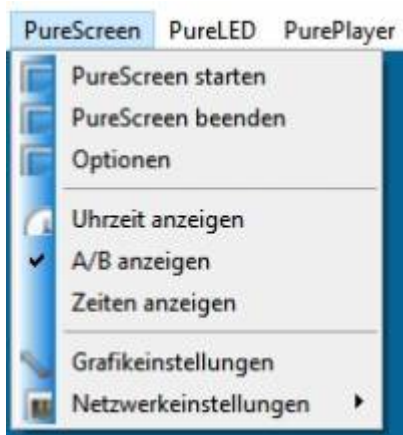 PureScreen PureLED PurePlayer
PureScreen starten
PureScreen beenden
Optionen
Uhrzeit anzeigen
A/B anzeigen
Zeiten anzeigen
Grafikeinstellungen
Netzwerkeinstellungen